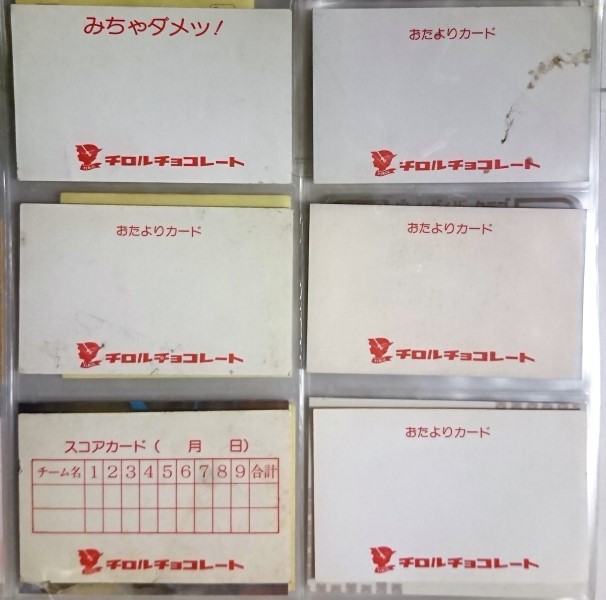 みちゃダメッ!
チロルチョコレート
おたよりカード
チロルチョコレート
おたよりカード
チロルチョコレート
おたよりカード
チロルチョコレート
スコアカード( 月 日)
チーム名 1 2 3 4 5 6 7 8 9 合計
チロルチョコレート
おたよりカード
チロルチョコレート